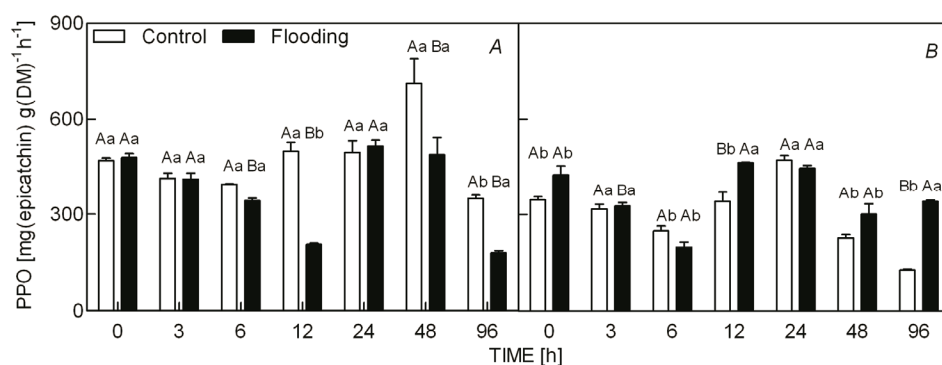 900
600
300
0
PPO [mg(epicatchin) g(DM)⁻¹h⁻¹]
Control Flooding
A
B
Aa Aa Aa Aa Aa Ba Aa Bb Aa Aa Aa Ba Ab Ba
Ab Ab Aa Ba Ab Ab Bb Aa Aa Aa Ab Ab Bb Aa
0 3 6 12 24 48 96 0 3 6 12 24 48 96
TIME [h]